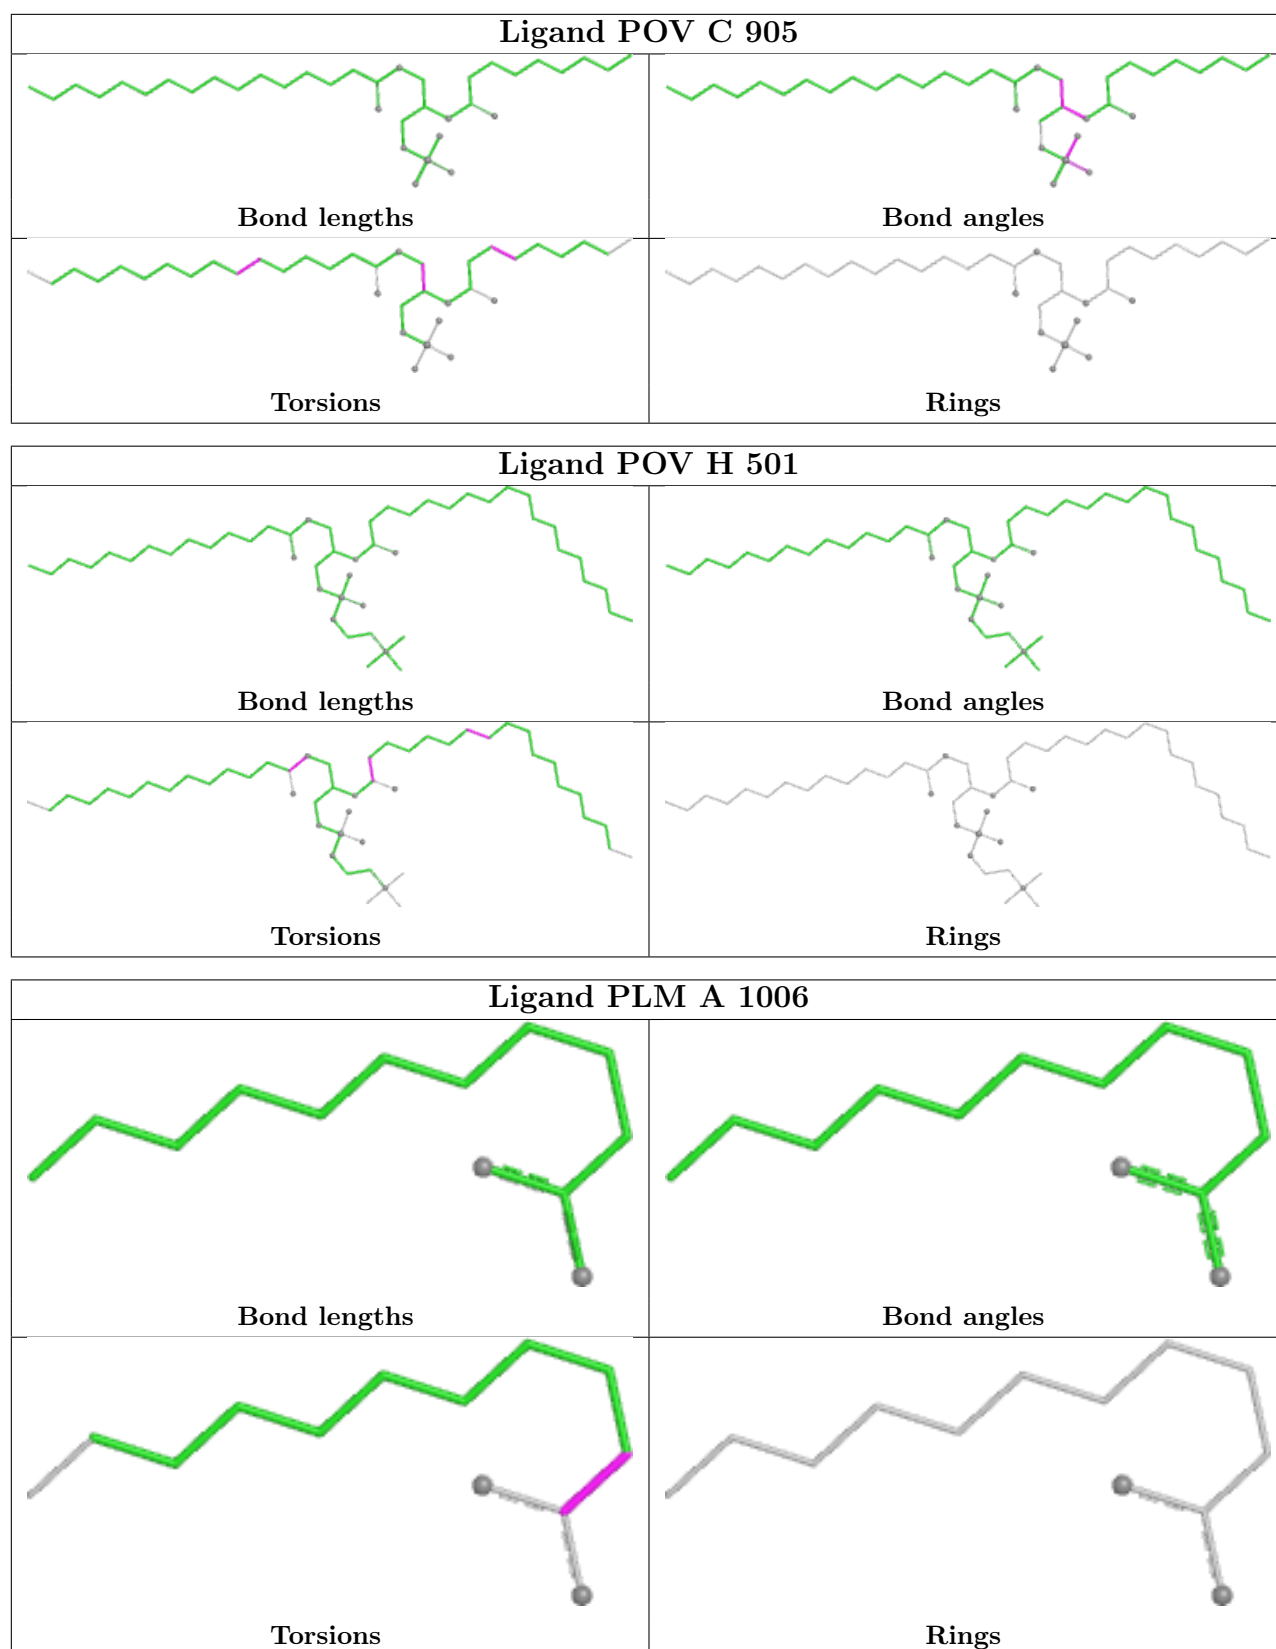 Ligand POV C 905
Bond lengths
Bond angles
Torsions
Rings
Ligand POV H 501
Bond lengths
Bond angles
Torsions
Rings
Ligand PLM A 1006
Bond lengths
Bond angles
Torsions
Rings